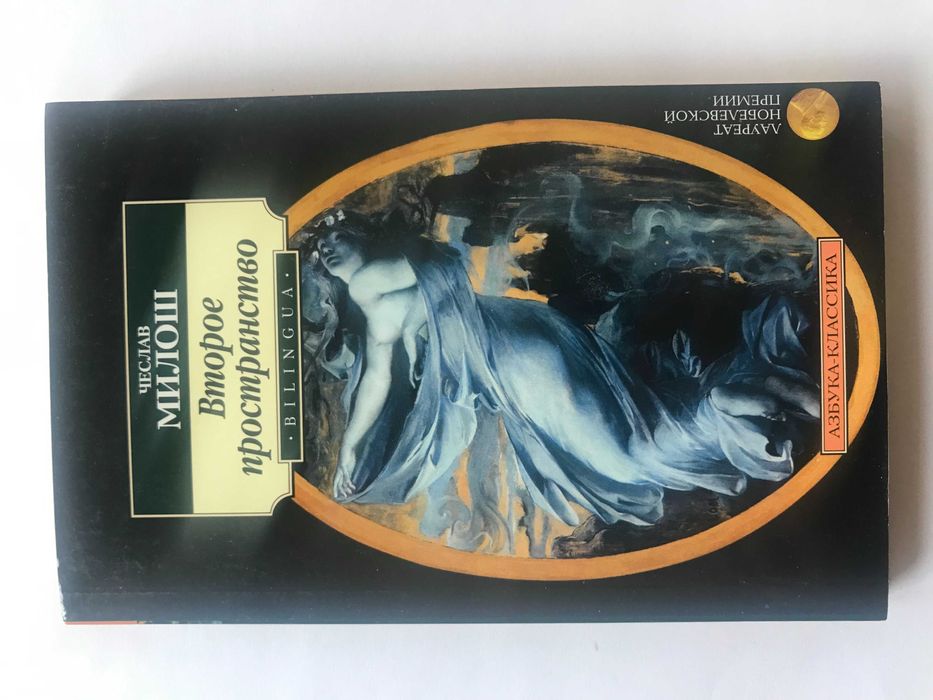 ЧЕСЛАВ
МИЛОШ
Второе
пространство
· BILINGUA ·
АЗБУКА-КЛАССИКА
ЛАУРЕАТ
НОБЕЛЕВСКОЙ
ПРЕМИИ